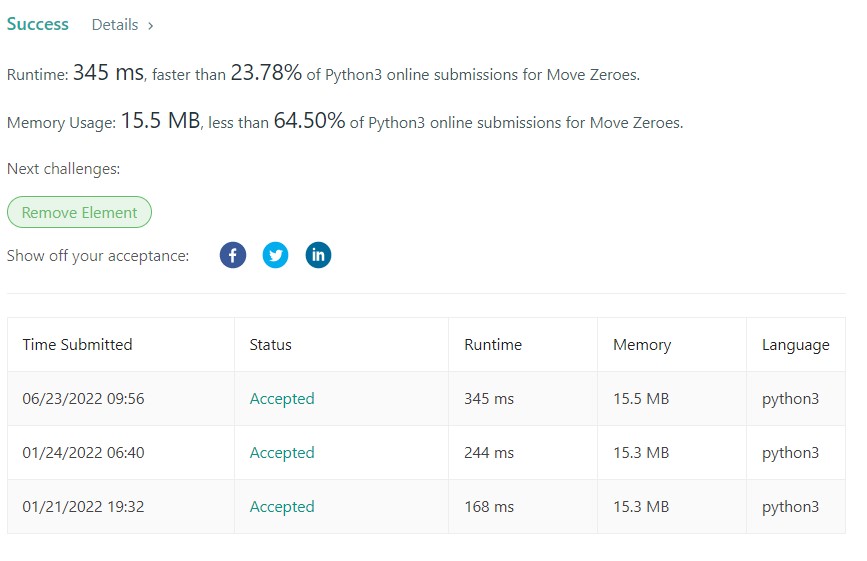 Success Details >
Runtime: 345 ms, faster than 23.78% of Python3 online submissions for Move Zeroes.
Memory Usage: 15.5 MB, less than 64.50% of Python3 online submissions for Move Zeroes.
Next challenges:
Remove Element
Show off your acceptance: f in
Time Submitted Status Runtime Memory Language
06/23/2022 09:56 Accepted 345 ms 15.5 MB python3
01/24/2022 06:40 Accepted 244 ms 15.3 MB python3
01/21/2022 19:32 Accepted 168 ms 15.3 MB python3